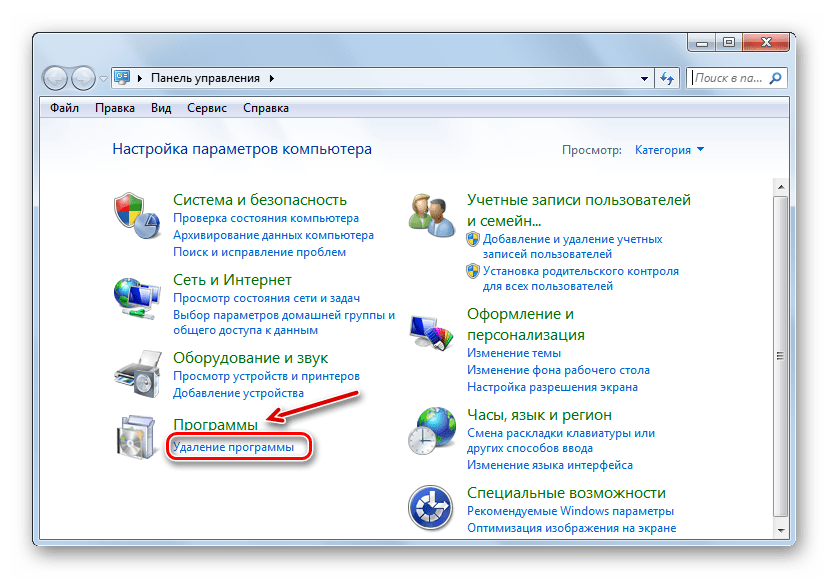 Панель управления
Поиск в па...
Файл Правка Вид Сервис Справка
Настройка параметров компьютера
Просмотр: Категория
Система и безопасность
Проверка состояния компьютера
Архивирование данных компьютера
Поиск и исправление проблем
Сеть и Интернет
Просмотр состояния сети и задач
Выбор параметров домашней группы и
общего доступа к данным
Оборудование и звук
Просмотр устройств и принтеров
Добавление устройства
Программы
Удаление программы
Учетные записи пользователей
и семейн...
Добавление и удаление учетных
записей пользователей
Установка родительского контроля
для всех пользователей
Оформление и
персонализация
Изменение темы
Изменение фона рабочего стола
Настройка разрешения экрана
Часы, язык и регион
Смена раскладки клавиатуры или
других способов ввода
Изменение языка интерфейса
Специальные возможности
Рекомендуемые Windows параметры
Оптимизация изображения на экране